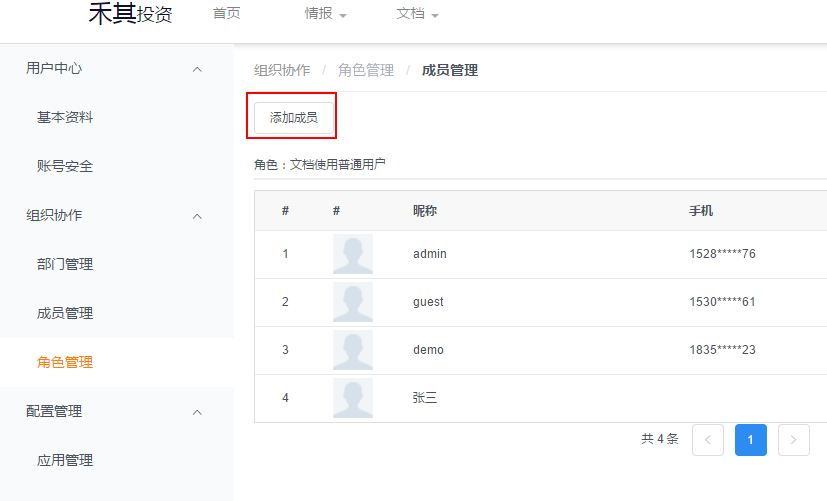 禾其投资 首页 情报 文档
用户中心
基本资料
账号安全
组织协作
部门管理
成员管理
角色管理
配置管理
应用管理
组织协作 / 角色管理 / 成员管理
添加成员
角色：文档使用普通用户
# # 昵称 手机
1 admin 1528*****76
2 guest 1530*****61
3 demo 1835*****23
4 张三
共 4 条 < 1 >